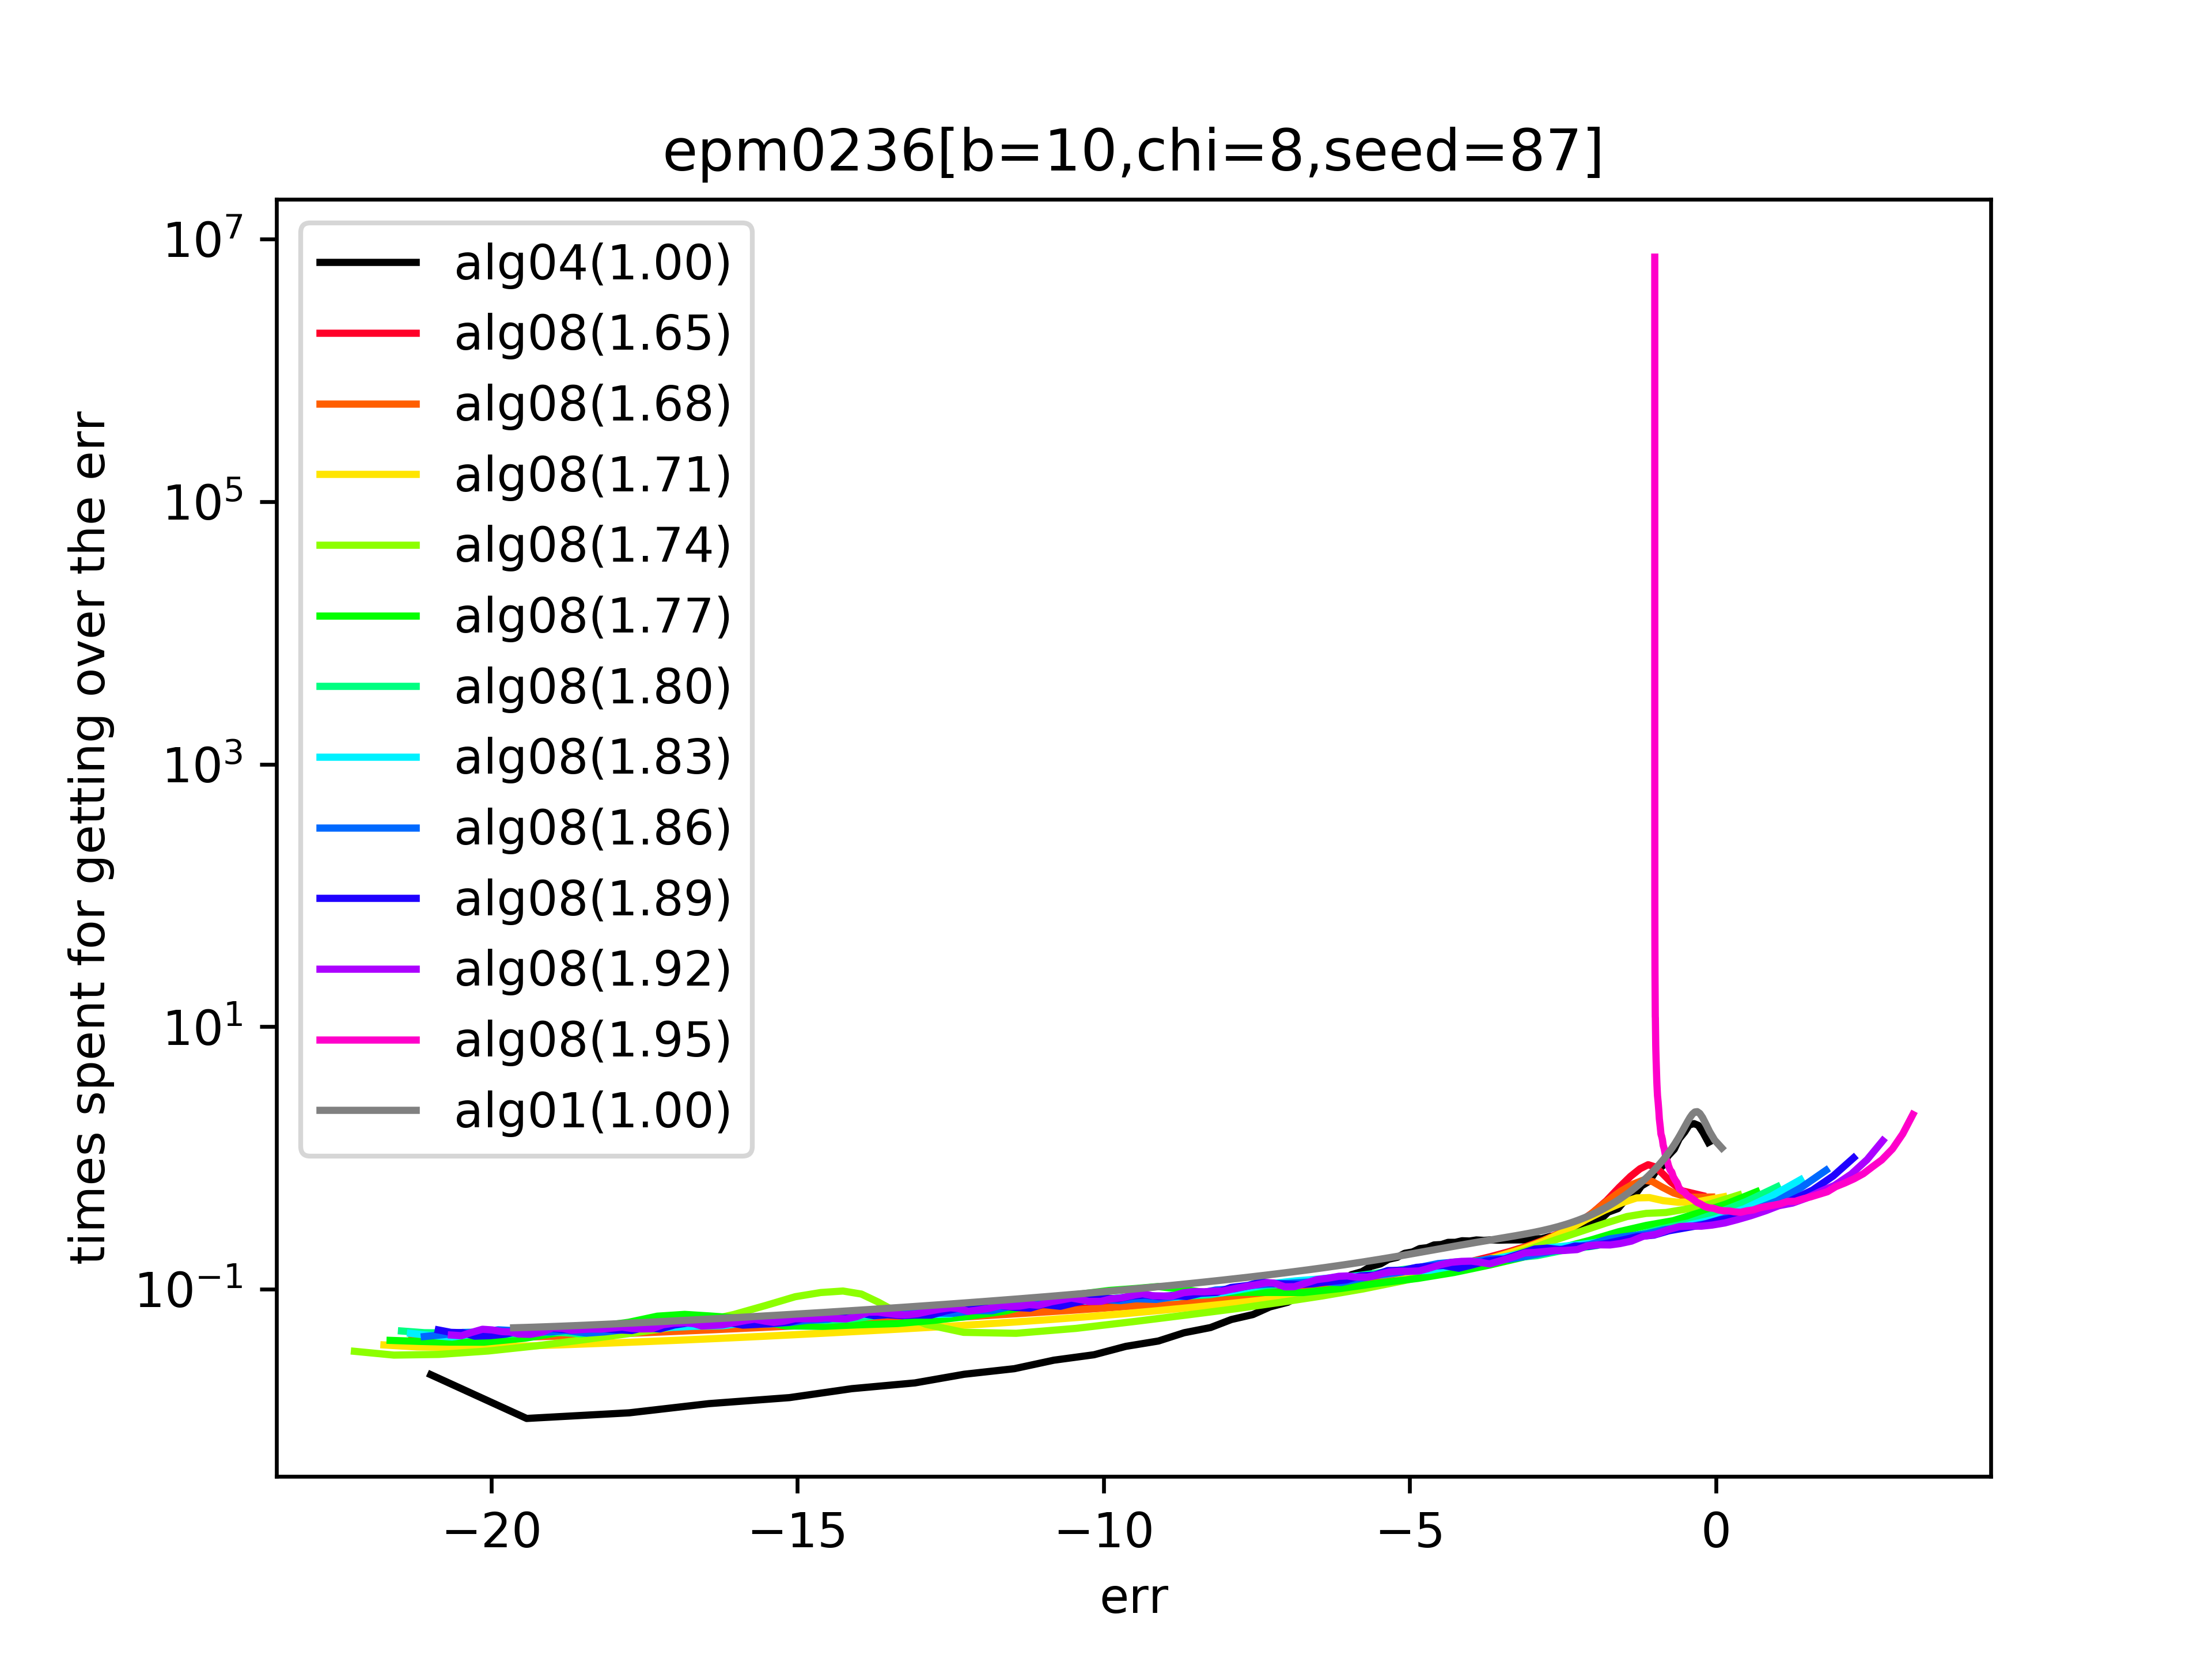 epm0236[b=10,chi=8,seed=87]
10^7
10^5
10^3
10^1
10^−1
times spent for getting over the err
alg04(1.00)
alg08(1.65)
alg08(1.68)
alg08(1.71)
alg08(1.74)
alg08(1.77)
alg08(1.80)
alg08(1.83)
alg08(1.86)
alg08(1.89)
alg08(1.92)
alg08(1.95)
alg01(1.00)
−20 −15 −10 −5 0
err